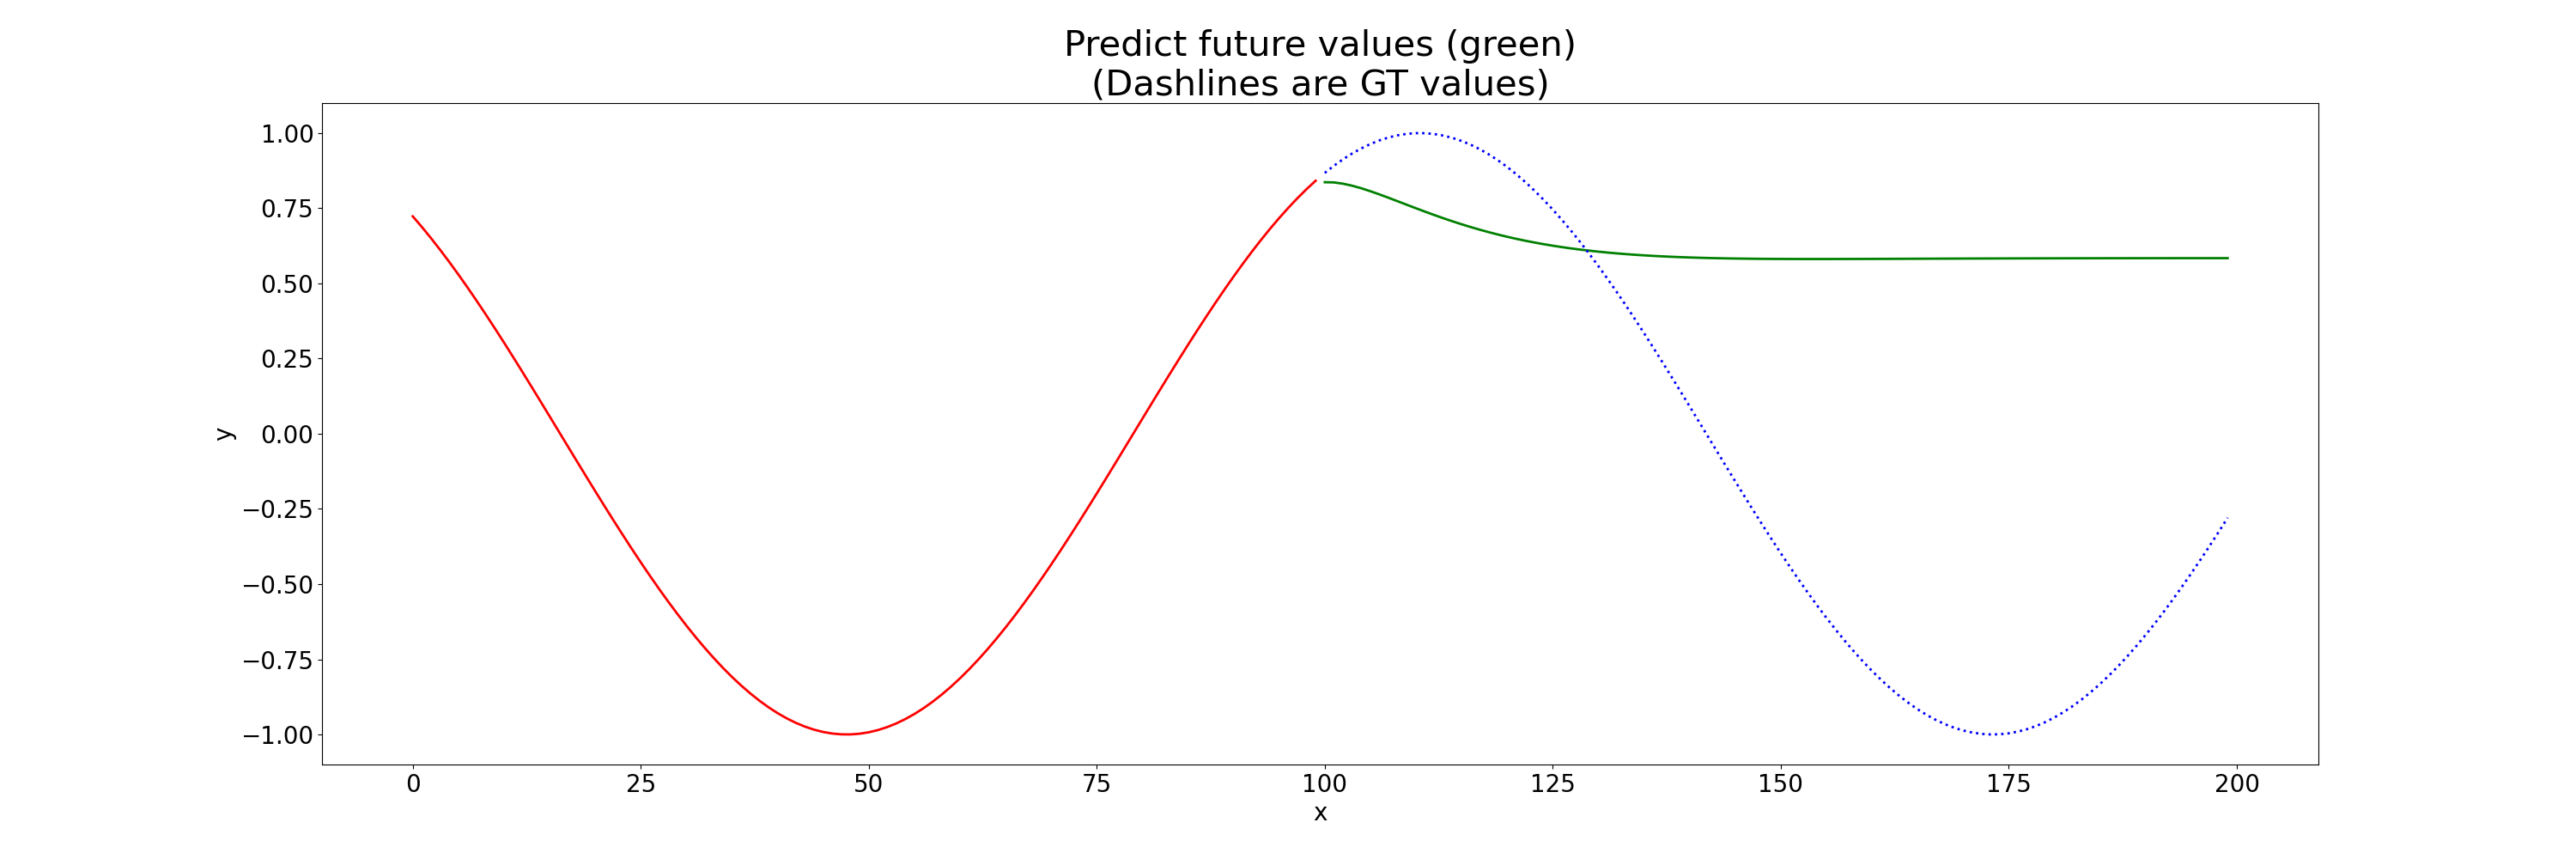 Predict future values (green)
(Dashlines are GT values)
1.00
0.75
0.50
0.25
0.00
−0.25
−0.50
−0.75
−1.00
y
0 25 50 75 100 125 150 175 200
x